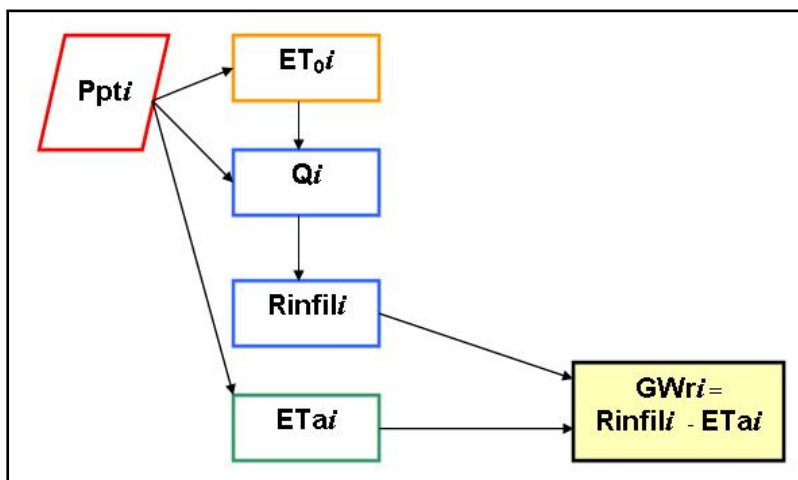 Ppti
ET₀i
Qi
Rinfili
ETai
GWri =
Rinfili - ETai